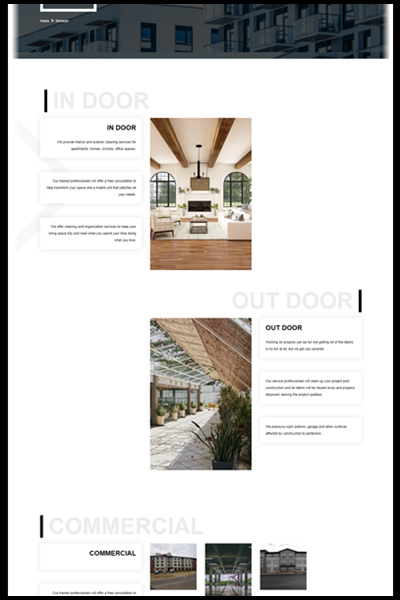 Home » Services
IN DOOR
IN DOOR
We provide interior and exterior cleaning services for
apartments, homes, schools, office spaces.
Our trained professionals will offer a free consultation to
help transform your space into a livable unit that satisfies all
your needs.
We offer cleaning and organization services to keep your
living space tidy and neat while you spend your time doing
what you love.
OUT DOOR
OUT DOOR
Working on projects can be fun but getting rid of the debris
is no fun at all, but we got you covered.
Our service professionals will clean up your project post
construction and all debris will be hauled away and properly
disposed leaving the project spotless.
We pressure wash patios, garage and other surfaces
affected by construction to perfection.
COMMERCIAL
COMMERCIAL
Our trained professionals will offer a free consultation to